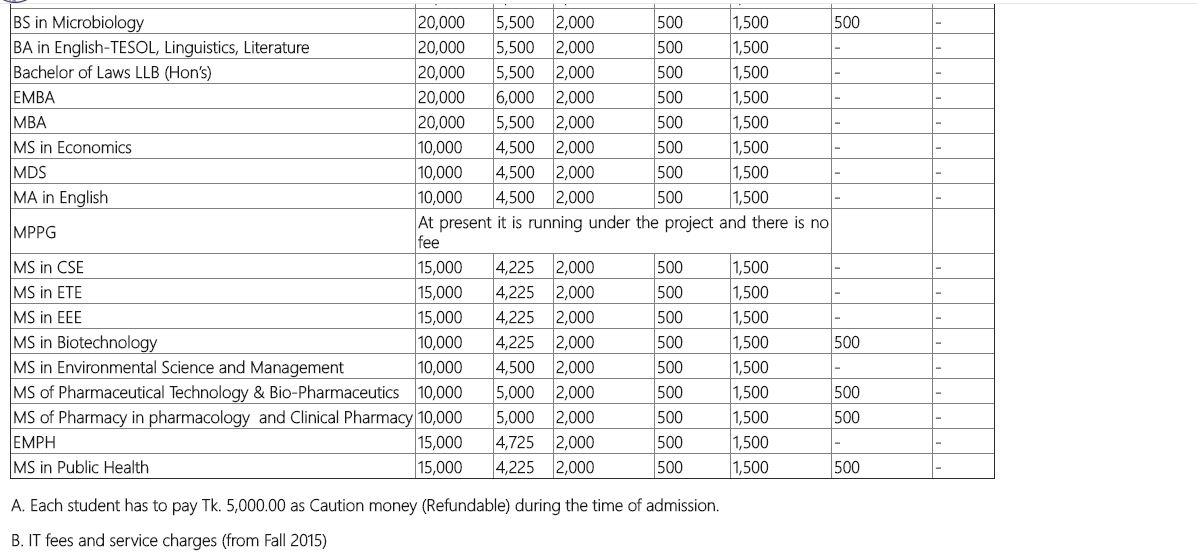 BS in Microbiology 20,000 5,500 2,000 500 1,500 500 -
BA in English-TESOL, Linguistics, Literature 20,000 5,500 2,000 500 1,500 - -
Bachelor of Laws LLB (Hon’s) 20,000 5,500 2,000 500 1,500 - -
EMBA 20,000 6,000 2,000 500 1,500 - -
MBA 20,000 5,500 2,000 500 1,500 - -
MS in Economics 10,000 4,500 2,000 500 1,500 - -
MDS 10,000 4,500 2,000 500 1,500 - -
MA in English 10,000 4,500 2,000 500 1,500 - -
MPPG At present it is running under the project and there is no
fee
MS in CSE 15,000 4,225 2,000 500 1,500 - -
MS in ETE 15,000 4,225 2,000 500 1,500 - -
MS in EEE 15,000 4,225 2,000 500 1,500 - -
MS in Biotechnology 10,000 4,225 2,000 500 1,500 500 -
MS in Environmental Science and Management 10,000 4,500 2,000 500 1,500 - -
MS of Pharmaceutical Technology & Bio-Pharmaceutics 10,000 5,000 2,000 500 1,500 500 -
MS of Pharmacy in pharmacology and Clinical Pharmacy 10,000 5,000 2,000 500 1,500 500 -
EMPH 15,000 4,725 2,000 500 1,500 - -
MS in Public Health 15,000 4,225 2,000 500 1,500 500 -
A. Each student has to pay Tk. 5,000.00 as Caution money (Refundable) during the time of admission.
B. IT fees and service charges (from Fall 2015)